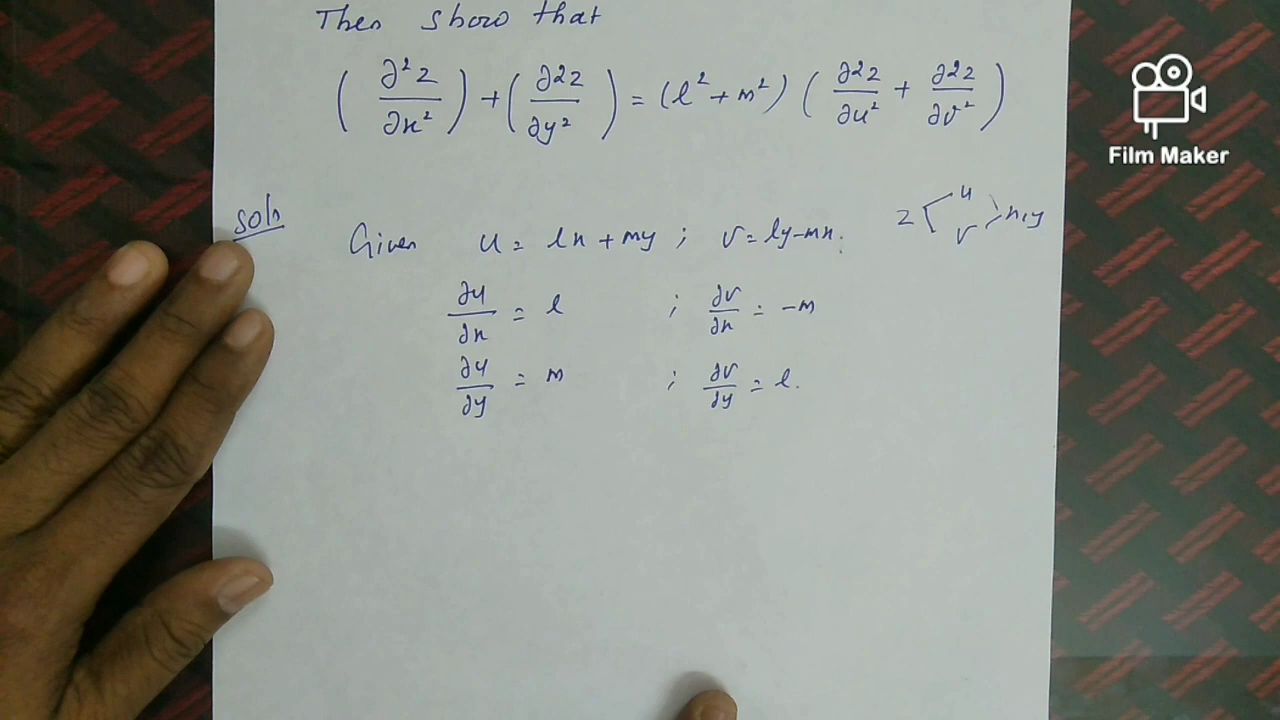 Then show that
( ∂²z/∂x² ) + ( ∂2z/∂y² ) = (l² + m²) ( ∂2z/∂u² + ∂2z/∂v² )
Film Maker
soln
Given u = lx + my ; v = ly - mx. z < u v > x,y
∂u/∂x = l ; ∂v/∂x = -m
∂u/∂y = m ; ∂v/∂y = l.